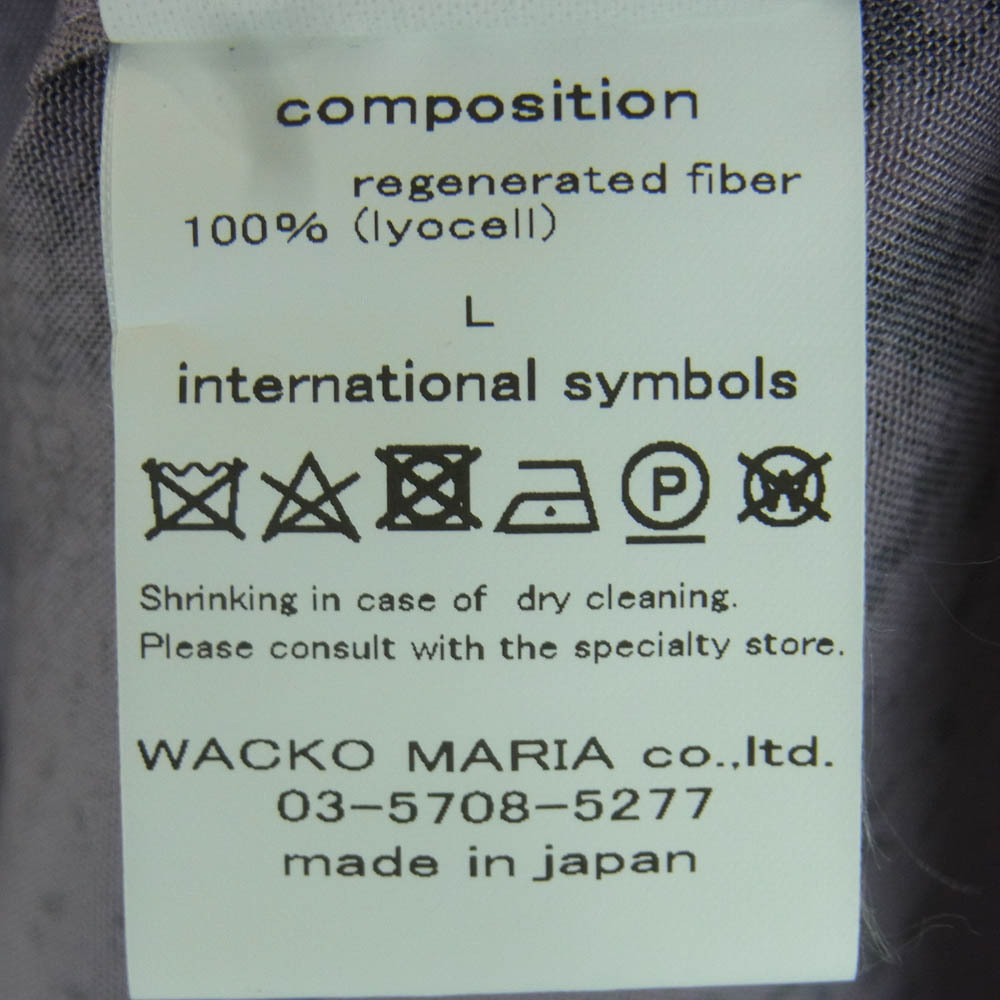 composition
regenerated fiber
100% (lyocell)
L
international symbols
P W
Shrinking in case of dry cleaning.
Please consult with the specialty store.
WACKO MARIA co.,ltd.
03-5708-5277
made in japan